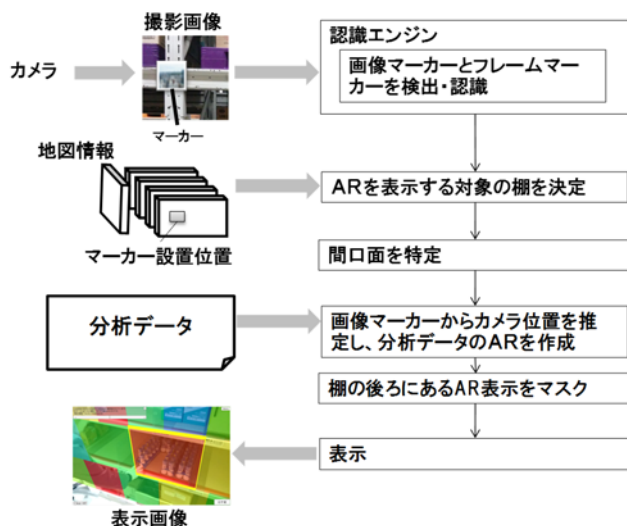 撮影画像
カメラ
マーカー
認識エンジン
画像マーカーとフレームマー
カーを検出・認識
地図情報
マーカー設置位置
ARを表示する対象の棚を決定
間口面を特定
分析データ
画像マーカーからカメラ位置を推
定し、分析データのARを作成
棚の後ろにあるAR表示をマスク
表示
表示画像